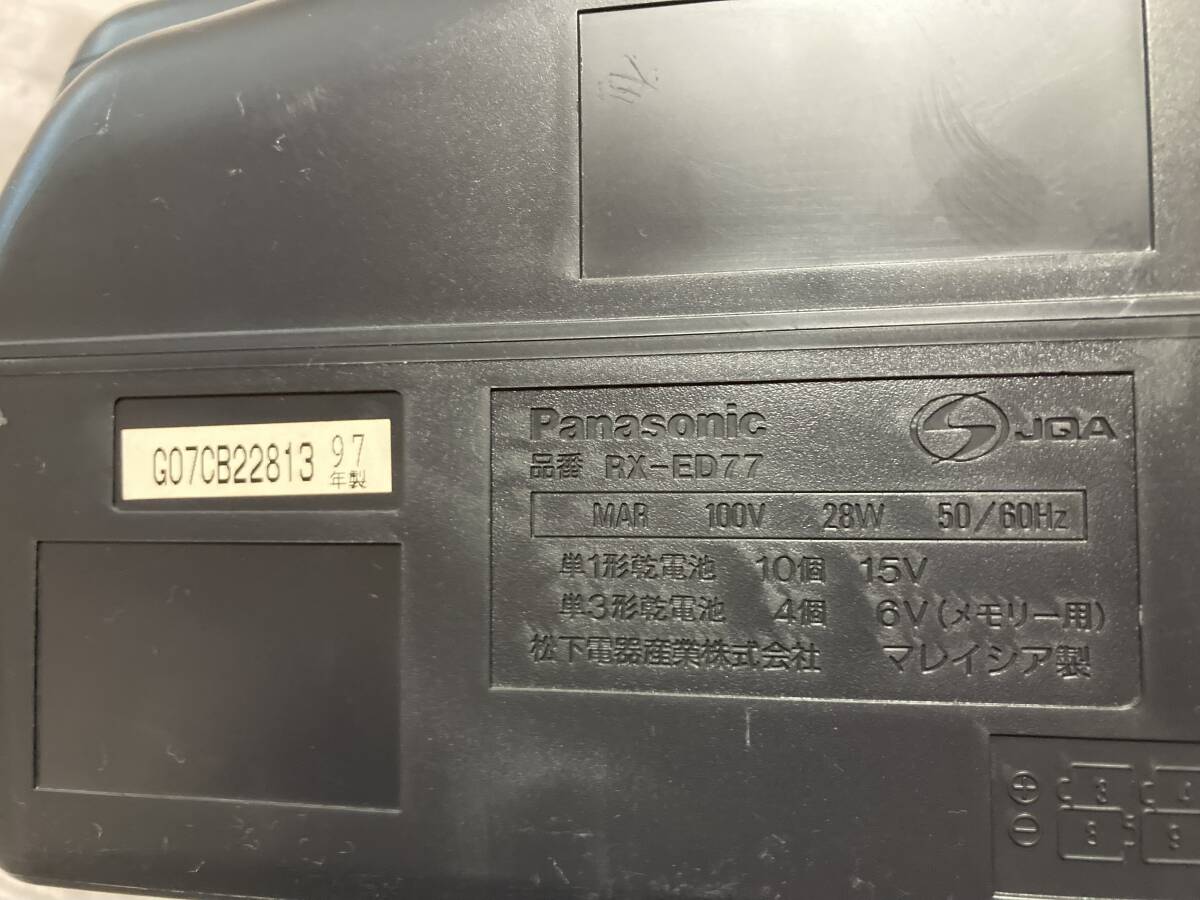 G07CB22813 97年製
Panasonic
JQA
品番 RX-ED77
MAR 100V 28W 50/60Hz
単1形乾電池 10個 15V
単3形乾電池 4個 6V(メモリー用)
松下電器産業株式会社 マレイシア製
⊕
⊖